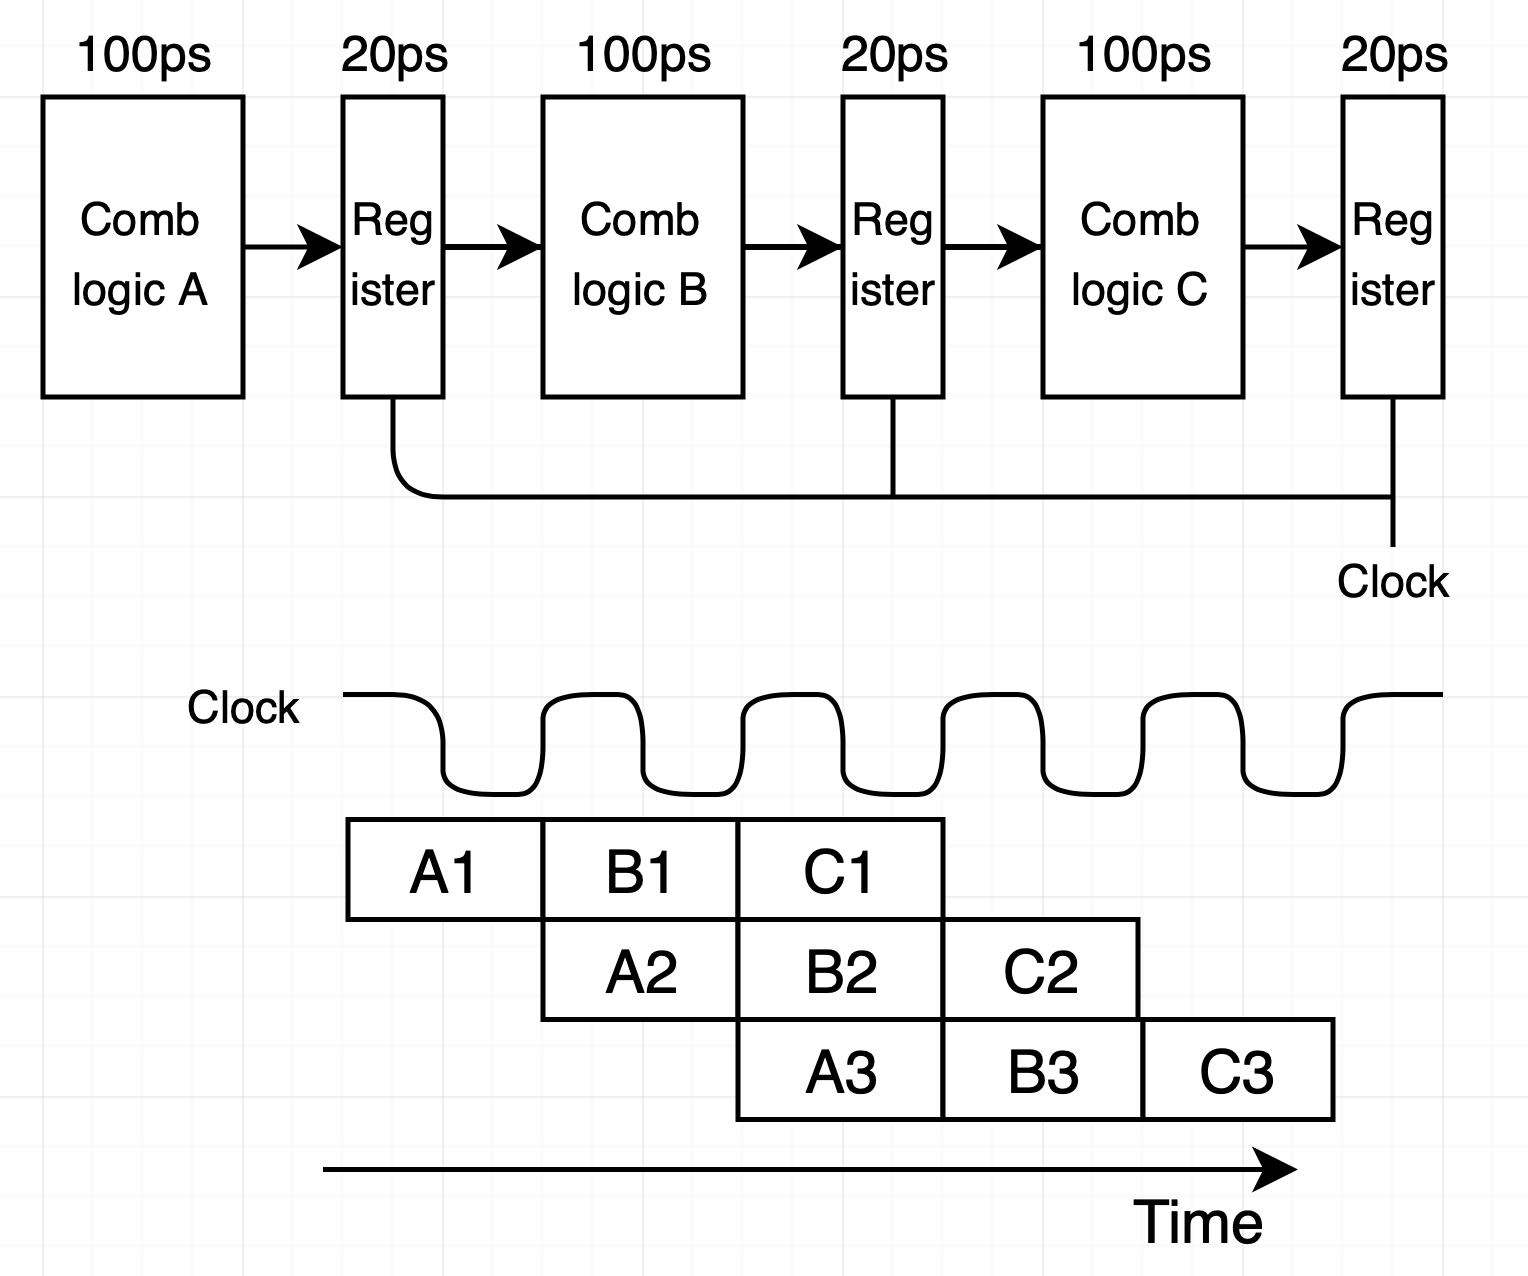 100ps 20ps 100ps 20ps 100ps 20ps
Comb Reg Comb Reg Comb Reg
logic A ister logic B ister logic C ister
Clock
Clock
A1 B1 C1
A2 B2 C2
A3 B3 C3
Time